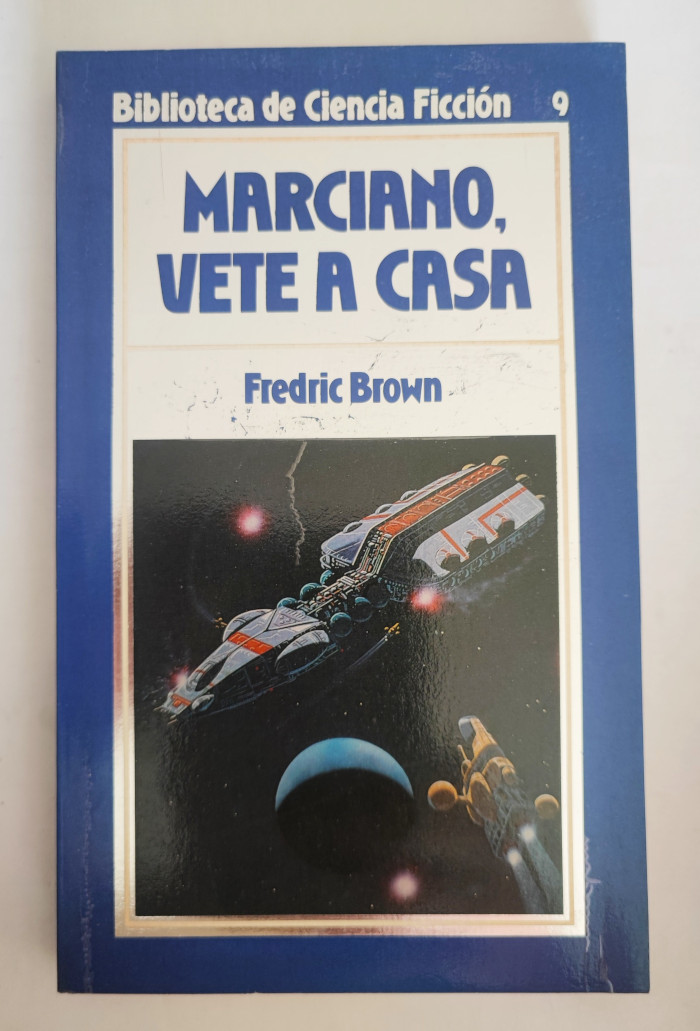 Biblioteca de Ciencia Ficción 9
MARCIANO,
VETE A CASA
Fredric Brown